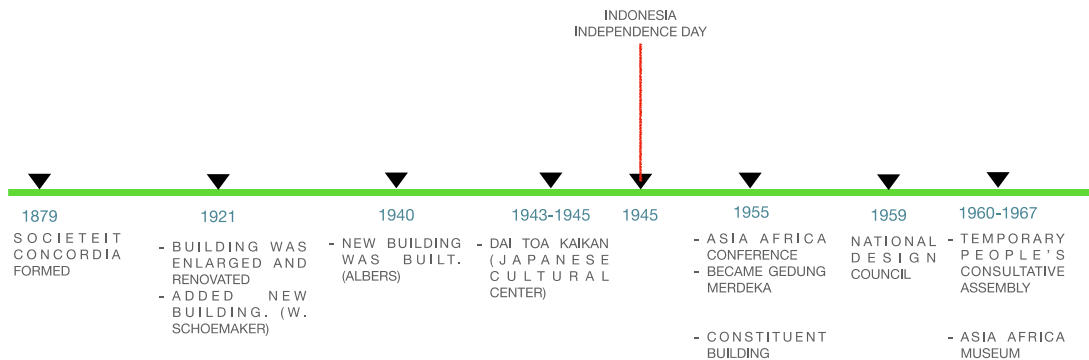 INDONESIA
INDEPENDENCE DAY
1879
SOCIETEIT
CONCORDIA
FORMED
1921
- BUILDING WAS
ENLARGED AND
RENOVATED
- ADDED NEW
BUILDING. (W.
SCHOEMAKER)
1940
- NEW BUILDING
WAS BUILT.
(ALBERS)
1943-1945
- DAI TOA KAIKAN
(JAPANESE
CULTURAL
CENTER)
1945
1955
- ASIA AFRICA
CONFERENCE
- BECAME GEDUNG
MERDEKA
- CONSTITUENT
BUILDING
1959
NATIONAL
DESIGN
COUNCIL
1960-1967
- TEMPORARY
PEOPLE'S
CONSULTATIVE
ASSEMBLY
- ASIA AFRICA
MUSEUM